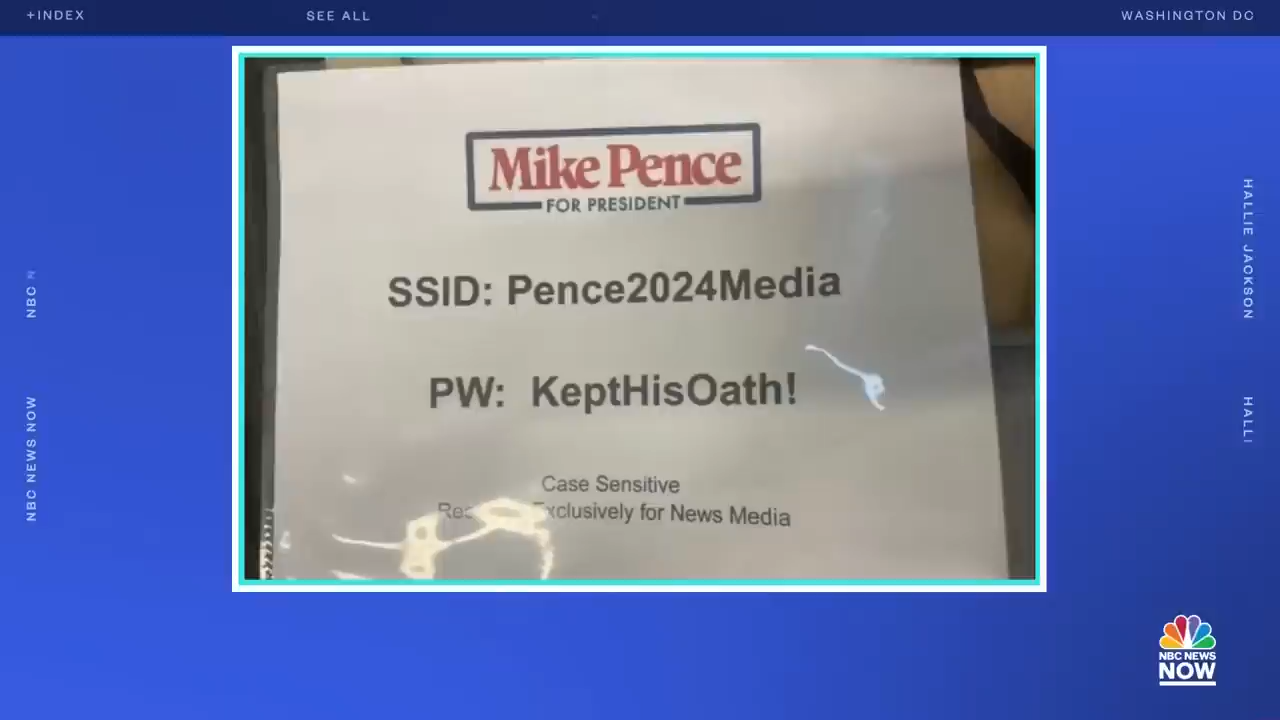 +INDEX
SEE ALL
WASHINGTON DC
Mike Pence
FOR PRESIDENT
SSID: Pence2024Media
PW: KeptHisOath!
Case Sensitive
Exclusively for News Media
NBC
NBC NEWS NOW
HALLIE JACKSON
NBC NEWS
NOW